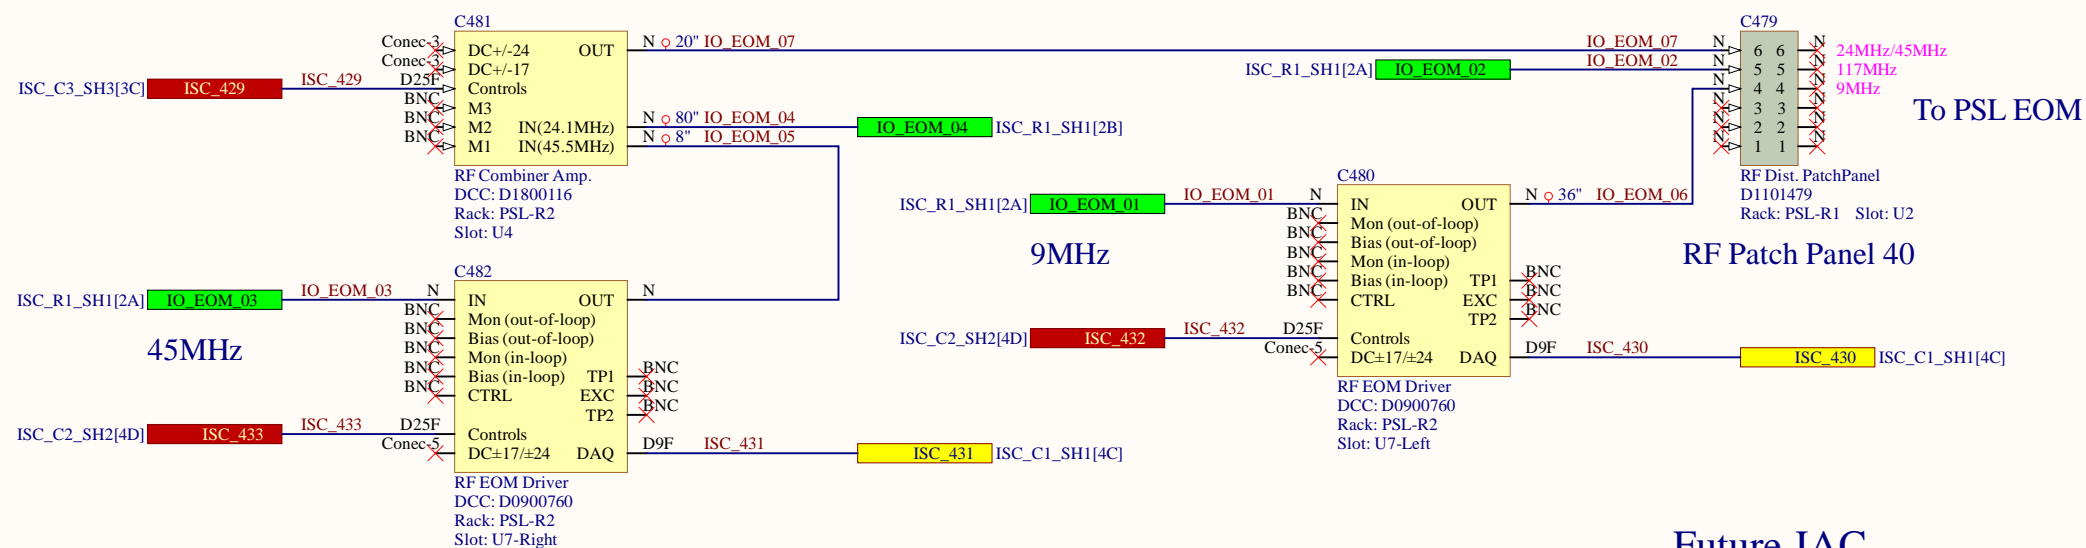 C481
Conec-3 DC+/-24 OUT N 20" IO_EOM_07
Conec-3 DC+/-17
ISC_C3_SH3[3C] ISC_429 ISC_429 D25F Controls
BNC M3
BNC M2 IN(24.1MHz) N 80" IO_EOM_04 IO_EOM_04 ISC_R1_SH1[2B]
BNC M1 IN(45.5MHz) N 8" IO_EOM_05
RF Combiner Amp.
DCC: D1800116
Rack: PSL-R2
Slot: U4
C479
IO_EOM_07 N 6 6 N 24MHz/45MHz
ISC_R1_SH1[2A] IO_EOM_02 IO_EOM_02 N 5 5 N 117MHz
N 4 4 N 9MHz
N 3 3 N
N 2 2 N
N 1 1 N
To PSL EOM
RF Dist. PatchPanel
D1101479
Rack: PSL-R1 Slot: U2
RF Patch Panel 40
C480
ISC_R1_SH1[2A] IO_EOM_01 IO_EOM_01 N IN OUT N 36" IO_EOM_06
BNC Mon (out-of-loop)
BNC Bias (out-of-loop)
BNC Mon (in-loop)
BNC Bias (in-loop) TP1 BNC
BNC CTRL EXC BNC
TP2 BNC
9MHz
ISC_C2_SH2[4D] ISC_432 ISC_432 D25F Controls
Conec-5 DC±17/±24 DAQ D9F ISC_430 ISC_430 ISC_C1_SH1[4C]
RF EOM Driver
DCC: D0900760
Rack: PSL-R2
Slot: U7-Left
C482
ISC_R1_SH1[2A] IO_EOM_03 IO_EOM_03 N IN OUT N
BNC Mon (out-of-loop)
BNC Bias (out-of-loop)
BNC Mon (in-loop)
BNC Bias (in-loop) TP1 BNC
BNC CTRL EXC BNC
TP2 BNC
45MHz
ISC_C2_SH2[4D] ISC_433 ISC_433 D25F Controls
Conec-5 DC±17/±24 DAQ D9F ISC_431 ISC_431 ISC_C1_SH1[4C]
RF EOM Driver
DCC: D0900760
Rack: PSL-R2
Slot: U7-Right
Future JAC